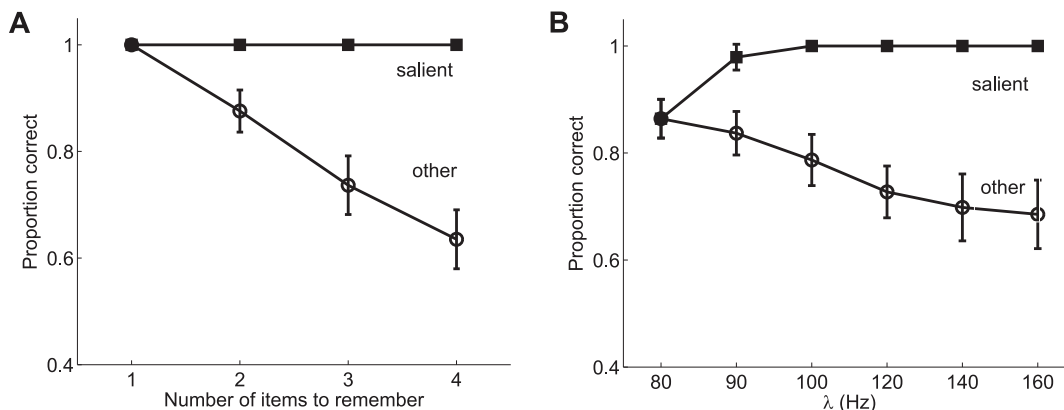 A
Proportion correct
1
0.8
0.6
0.4
salient
other
1 2 3 4
Number of items to remember
B
Proportion correct
1
0.8
0.6
0.4
salient
other
80 90 100 120 140 160
λ (Hz)